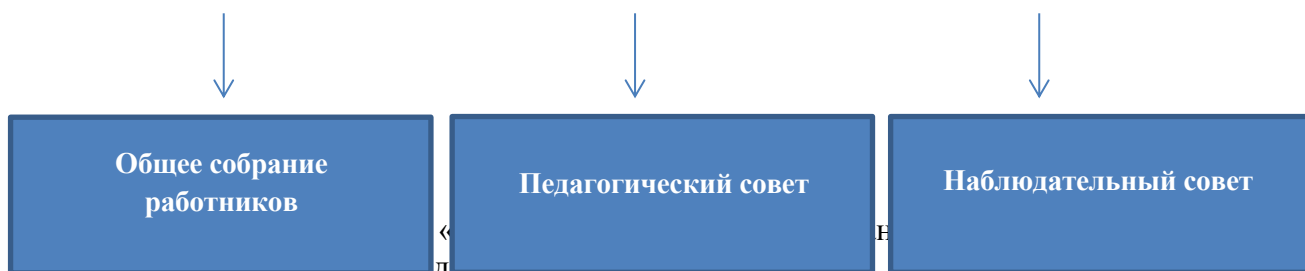 Общее собрание
работников
Педагогический совет
Наблюдательный совет
«